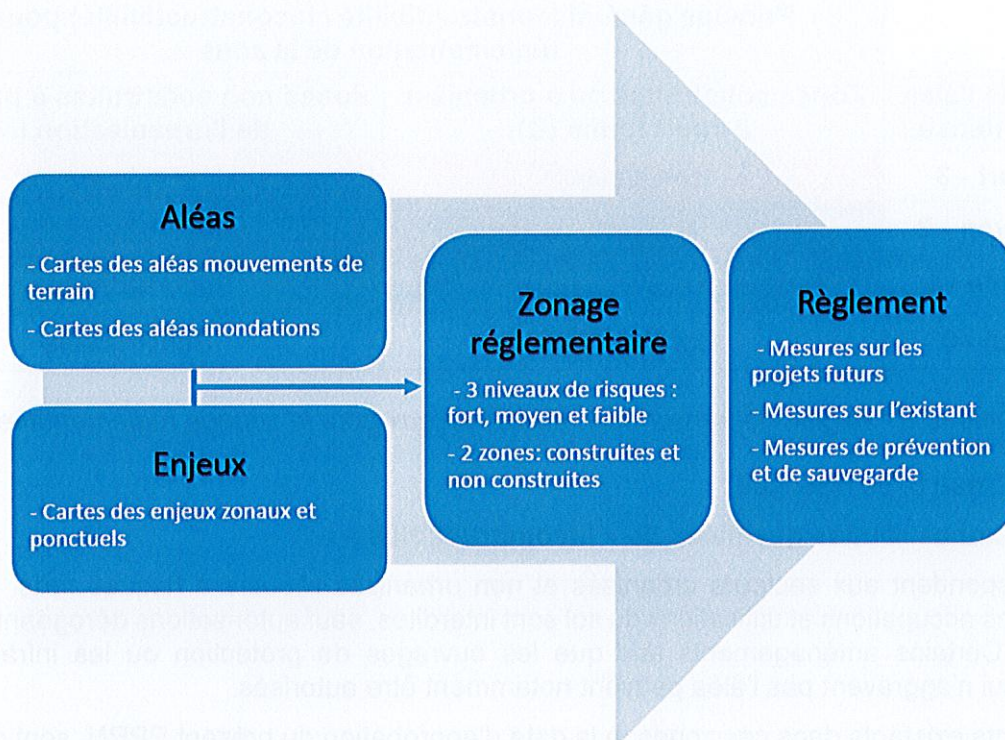 Aléas
- Cartes des aléas mouvements de
terrain
- Cartes des aléas inondations
Enjeux
- Cartes des enjeux zonaux et
ponctuels
Zonage
réglementaire
- 3 niveaux de risques :
fort, moyen et faible
- 2 zones: construites et
non construites
Règlement
- Mesures sur les
projets futurs
- Mesures sur l'existant
- Mesures de prévention
et de sauvegarde